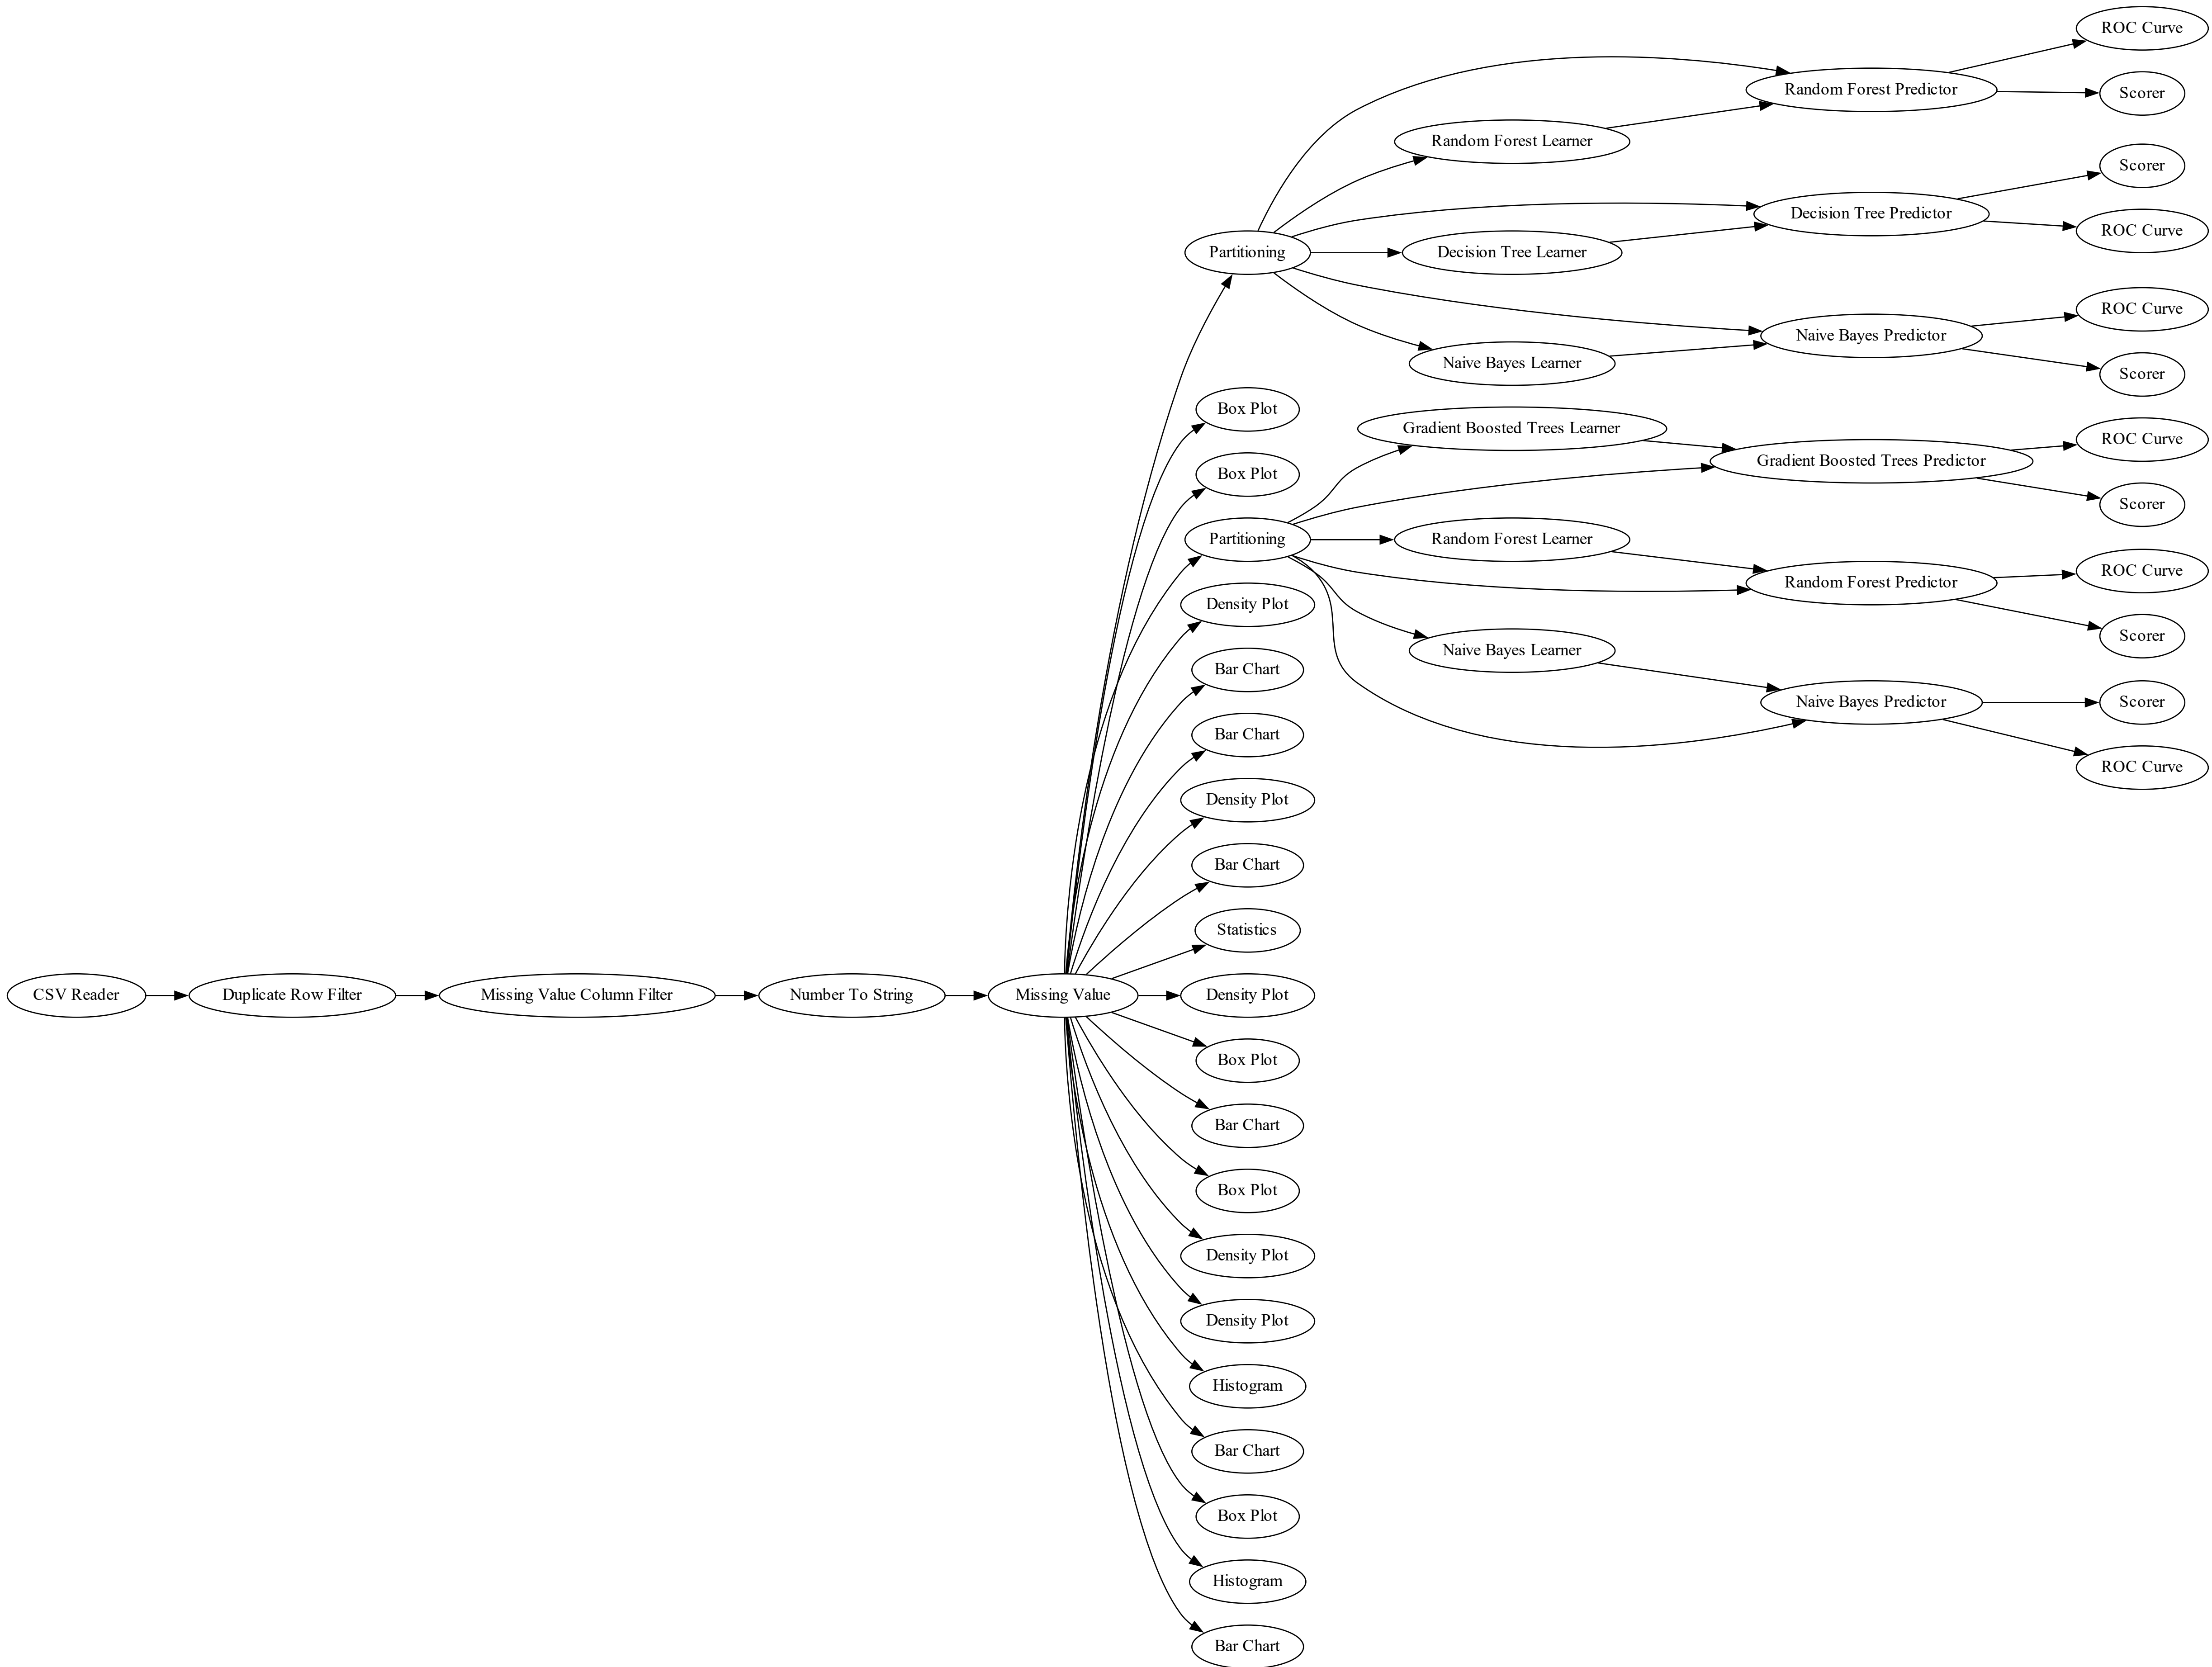 ROC Curve
Random Forest Predictor
Scorer
Random Forest Learner
Scorer
Decision Tree Predictor
ROC Curve
Partitioning
Decision Tree Learner
ROC Curve
Naive Bayes Predictor
Naive Bayes Learner
Scorer
Box Plot
Gradient Boosted Trees Learner
ROC Curve
Gradient Boosted Trees Predictor
Box Plot
Scorer
Partitioning
Random Forest Learner
ROC Curve
Random Forest Predictor
Density Plot
Scorer
Naive Bayes Learner
Bar Chart
Naive Bayes Predictor
Scorer
Bar Chart
ROC Curve
Density Plot
Bar Chart
Statistics
CSV Reader
Duplicate Row Filter
Missing Value Column Filter
Number To String
Missing Value
Density Plot
Box Plot
Bar Chart
Box Plot
Density Plot
Density Plot
Histogram
Bar Chart
Box Plot
Histogram
Bar Chart